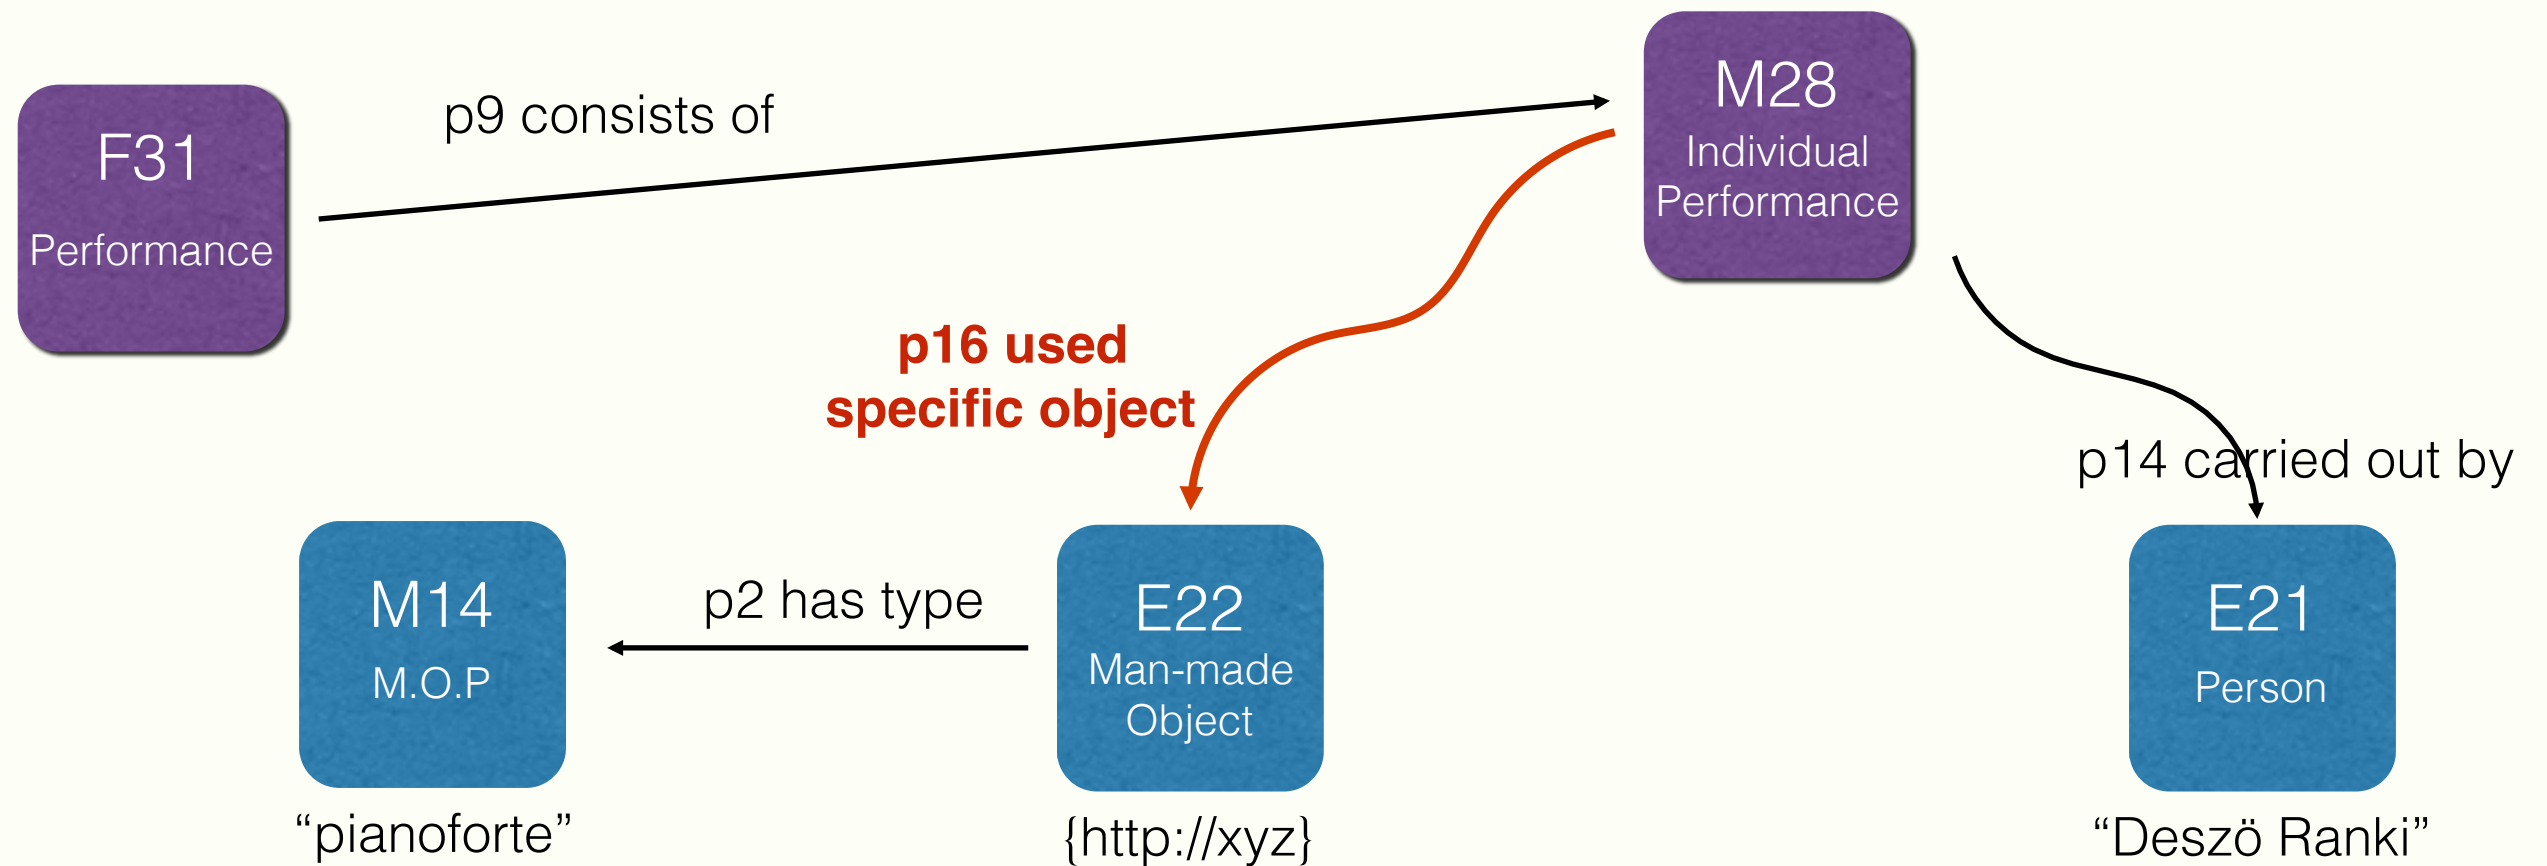 F31
Performance
p9 consists of
M28
Individual
Performance
p16 used
specific object
p14 carried out by
M14
M.O.P
p2 has type
E22
Man-made
Object
E21
Person
“pianoforte”
{http://xyz}
“Deszö Ranki”